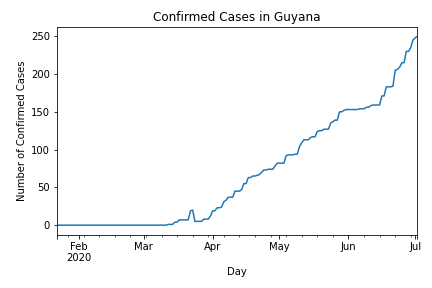 Confirmed Cases in Guyana
Number of Confirmed Cases
250
200
150
100
50
0
Feb Mar Apr May Jun Jul
2020
Day